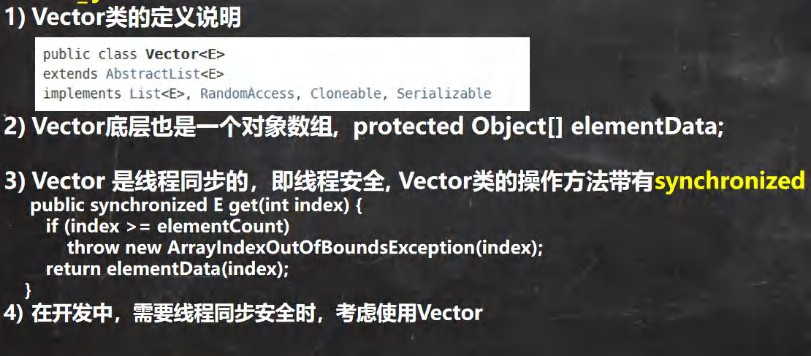 1) Vector类的定义说明
public class Vector<E>
extends AbstractList<E>
implements List<E>, RandomAccess, Cloneable, Serializable
2) Vector底层也是一个对象数组, protected Object[] elementData;
3) Vector 是线程同步的，即线程安全, Vector类的操作方法带有synchronized
public synchronized E get(int index) {
if (index >= elementCount)
throw new ArrayIndexOutOfBoundsException(index);
return elementData(index);
}
4) 在开发中，需要线程同步安全时，考虑使用Vector